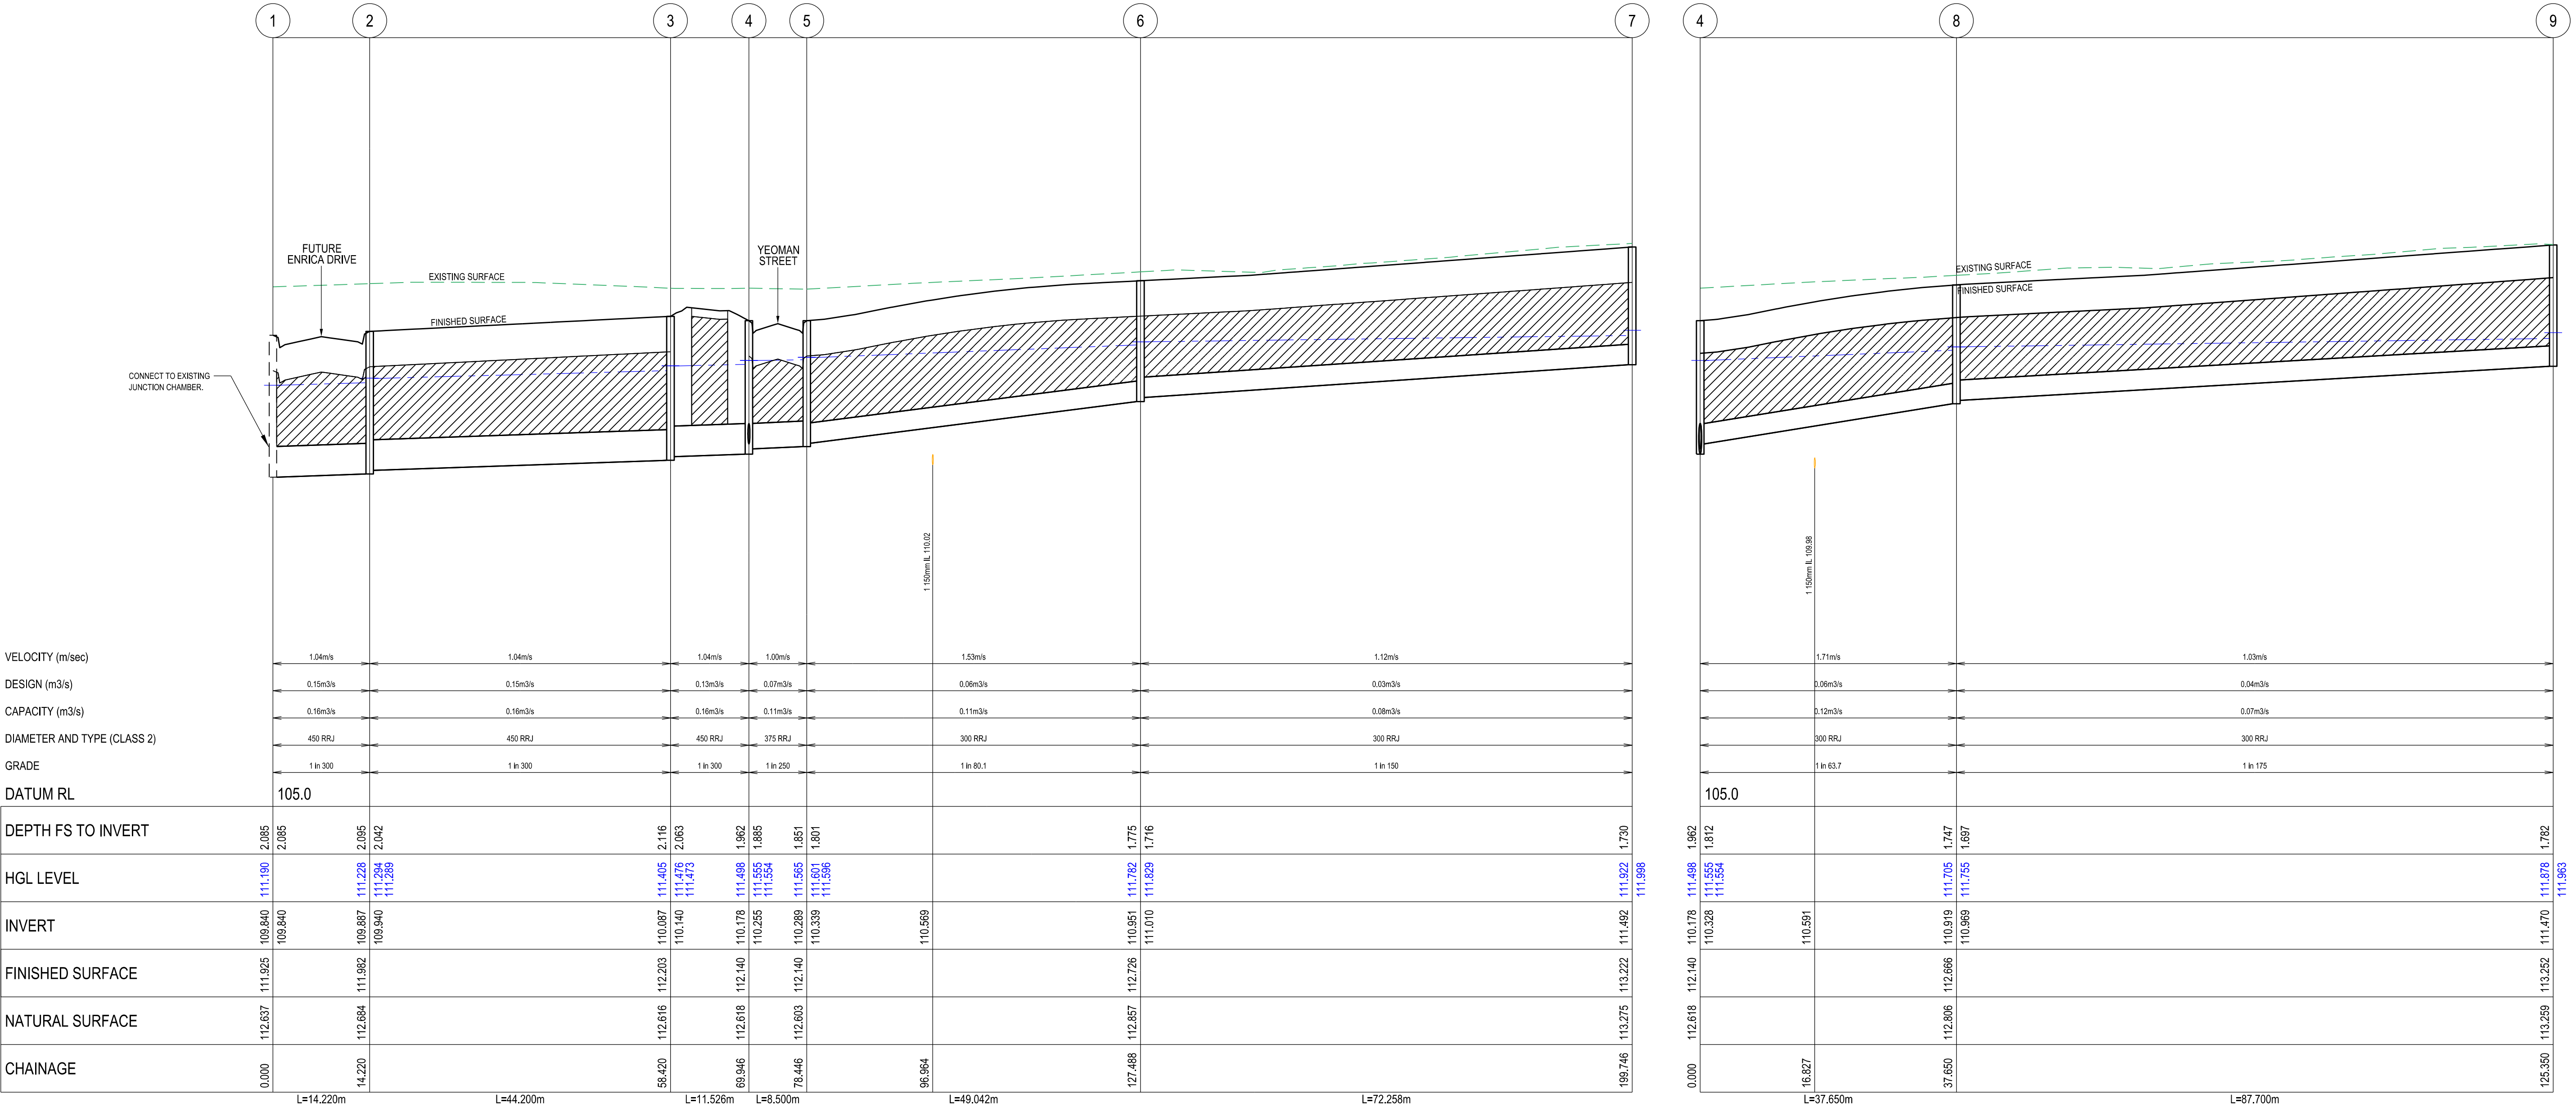 1 2 3 4 5 6 7 4 8 9
FUTURE
ENRICA DRIVE
YEOMAN
STREET
EXISTING SURFACE
FINISHED SURFACE
EXISTING SURFACE
FINISHED SURFACE
CONNECT TO EXISTING
JUNCTION CHAMBER.
1 150mm IL 110.02
1 150mm IL 109.98
VELOCITY (m/sec) 1.04m/s 1.04m/s 1.04m/s 1.00m/s 1.53m/s 1.12m/s 1.71m/s 1.03m/s
DESIGN (m3/s) 0.15m3/s 0.15m3/s 0.13m3/s 0.07m3/s 0.06m3/s 0.03m3/s 0.06m3/s 0.04m3/s
CAPACITY (m3/s) 0.16m3/s 0.16m3/s 0.16m3/s 0.11m3/s 0.11m3/s 0.08m3/s 0.12m3/s 0.07m3/s
DIAMETER AND TYPE (CLASS 2) 450 RRJ 450 RRJ 450 RRJ 375 RRJ 300 RRJ 300 RRJ 300 RRJ 300 RRJ
GRADE 1 in 300 1 in 300 1 in 300 1 in 250 1 in 80.1 1 in 150 1 in 63.7 1 in 175
DATUM RL 105.0 105.0
DEPTH FS TO INVERT 2.085 2.085 2.095 2.042 2.116 2.063 1.962 1.885 1.851 1.801 1.775 1.716 1.730 1.962 1.812 1.747 1.697 1.782
HGL LEVEL 111.190 111.228 111.294 111.289 111.405 111.476 111.473 111.498 111.555 111.554 111.565 111.601 111.596 111.782 111.829 111.922 111.998 111.498 111.555 111.554 111.705 111.755 111.878 111.963
INVERT 109.840 109.840 109.887 109.940 110.087 110.140 110.178 110.255 110.289 110.339 110.569 110.951 111.010 111.492 110.178 110.328 110.591 110.919 110.969 111.470
FINISHED SURFACE 111.925 111.982 112.203 112.140 112.140 112.726 113.222 112.140 112.666 113.252
NATURAL SURFACE 112.637 112.684 112.616 112.618 112.603 112.857 113.275 112.618 112.806 113.259
CHAINAGE 0.000 14.220 58.420 69.946 78.446 96.964 127.488 199.746 0.000 16.827 37.650 125.350
L=14.220m L=44.200m L=11.526m L=8.500m L=49.042m L=72.258m L=37.650m L=87.700m